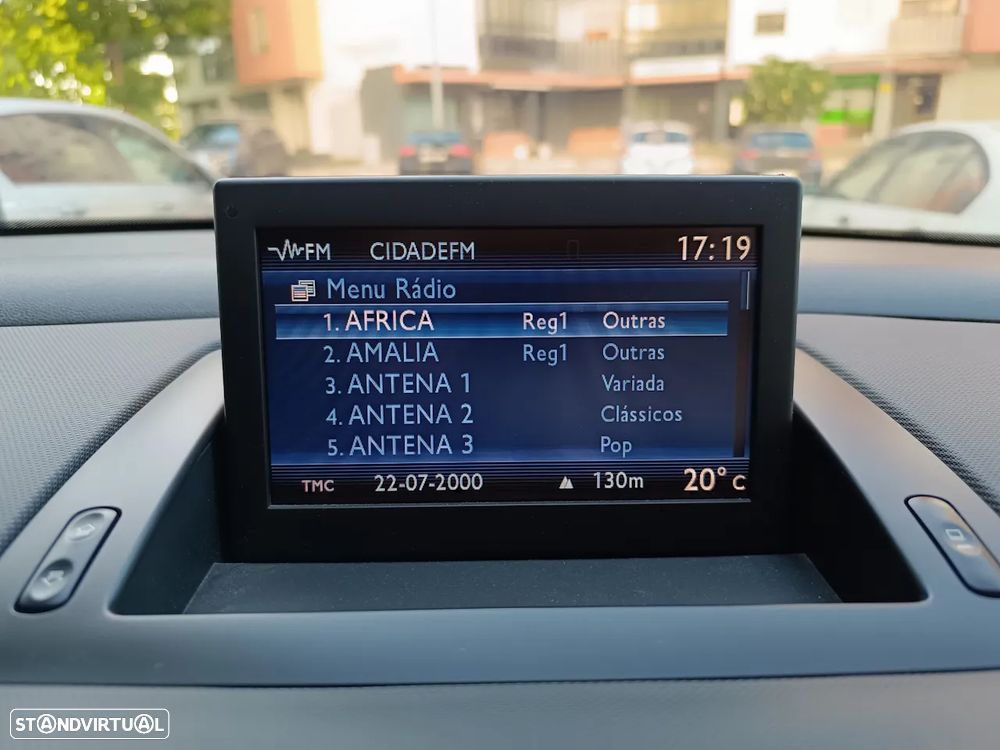 FM CIDADEFM 17:19
Menu Rádio
1. AFRICA Reg1 Outras
2. AMALIA Reg1 Outras
3. ANTENA 1 Variada
4. ANTENA 2 Clássicos
5. ANTENA 3 Pop
TMC 22-07-2000 130m 20° C
STANDVIRTUAL